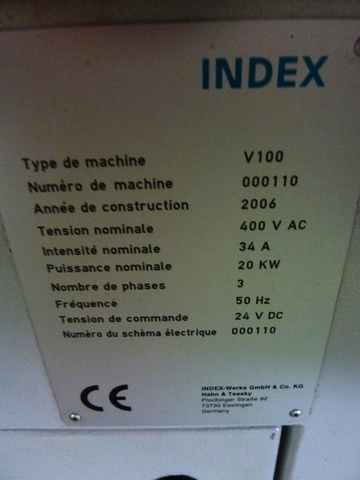 INDEX
Type de machine V100
Numéro de machine 000110
Année de construction 2006
Tension nominale 400 V AC
Intensité nominale 34 A
Puissance nominale 20 KW
Nombre de phases 3
Fréquence 50 Hz
Tension de commande 24 V DC
Numéro du schèma électrique 000110
CE
INDEX-Werke GmbH & Co. KG
Hahn & Tessky
Plochinger Straße 92
73730 Esslingen
Germany